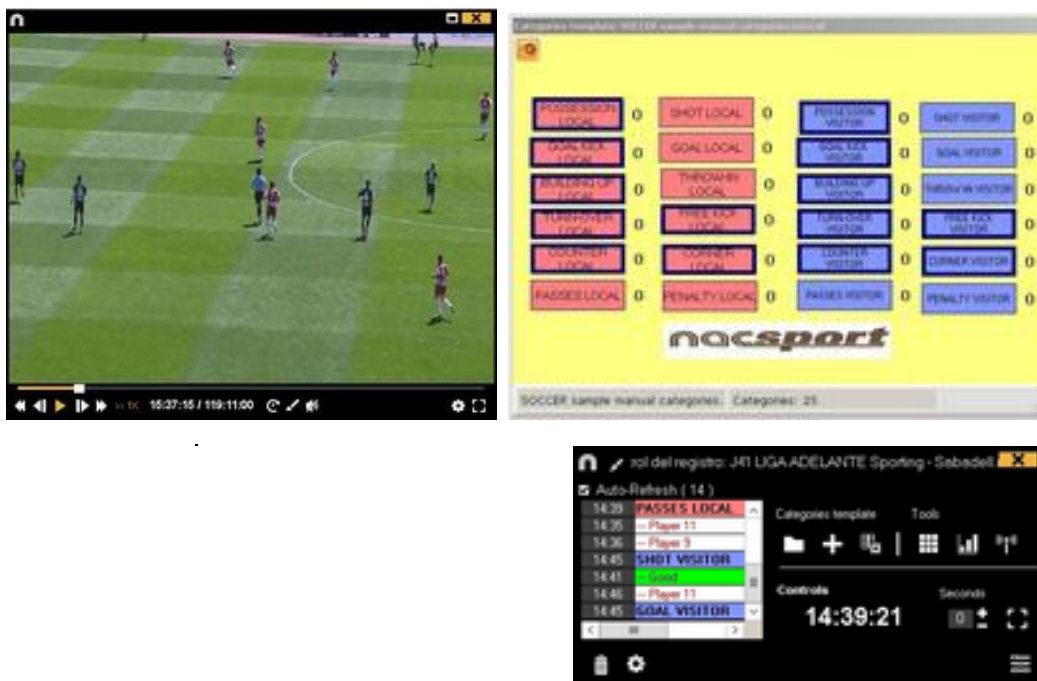 15:37:15 / 119:11:00
Categories template: SOCCER sample manual categories
POSSESSION LOCAL 0
SHOT LOCAL 0
POSSESSION VISITOR 0
SHOT VISITOR 0
GOAL KICK LOCAL 0
GOAL LOCAL 0
GOAL KICK VISITOR 0
GOAL VISITOR 0
BUILDING UP LOCAL 0
THROW-IN LOCAL 0
BUILDING UP VISITOR 0
THROW-IN VISITOR 0
TURN-OVER LOCAL 0
FREE KICK LOCAL 0
TURN-OVER VISITOR 0
FREE KICK VISITOR 0
COUNTER LOCAL 0
CORNER LOCAL 0
COUNTER VISITOR 0
CORNER VISITOR 0
PASSES LOCAL 0
PENALTY LOCAL 0
PASSES VISITOR 0
PENALTY VISITOR 0
nacsport
SOCCER sample manual categories. Categories: 25
rol del registro: J41 LIGA ADELANTE Sporting - Sabadell
Auto-Refresh ( 14 )
14:39 PASSES LOCAL
14:35 -- Player 11
14:36 -- Player 9
14:45 SHOT VISITOR
14:41 -- Good
14:46 -- Player 11
14:45 GOAL VISITOR
Categories template
Tools
Controls
Seconds
14:39:21
0